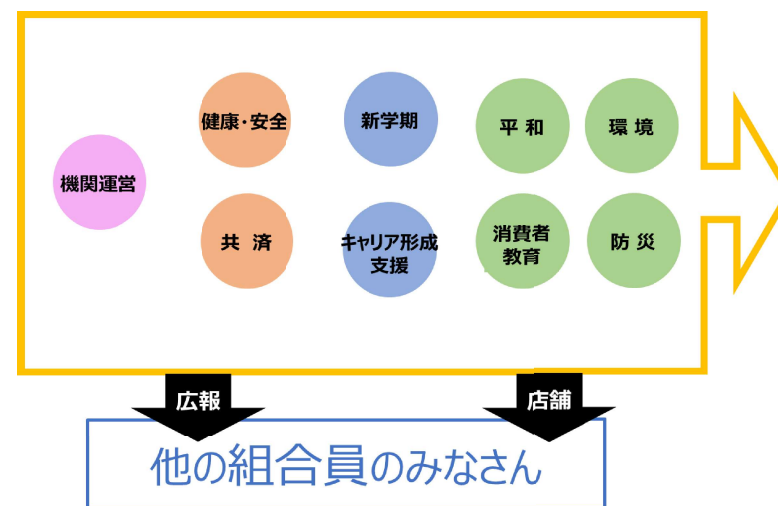 機関運営
健康・安全
共 済
新学期
キャリア形成
支援
平 和
環 境
消費者
教育
防 災
広報
店舗
他の組合員のみなさん